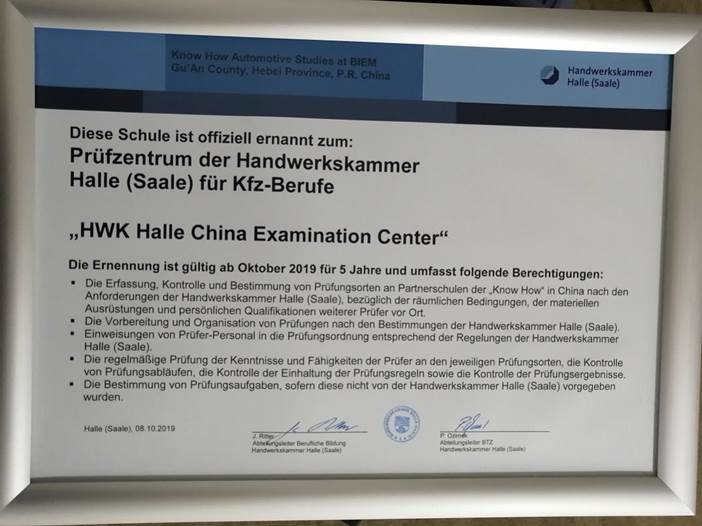 Know How Automotive Studies at BIEM
Gu'An County, Hebei Province, P.R. China
Handwerkskammer
Halle (Saale)
Diese Schule ist offiziell ernannt zum:
Prüfzentrum der Handwerkskammer
Halle (Saale) für Kfz-Berufe
„HWK Halle China Examination Center“
Die Ernennung ist gültig ab Oktober 2019 für 5 Jahre und umfasst folgende Berechtigungen:
▪ Die Erfassung, Kontrolle und Bestimmung von Prüfungsorten an Partnerschulen der „Know How“ in China nach den
Anforderungen der Handwerkskammer Halle (Saale), bezüglich der räumlichen Bedingungen, der materiellen
Ausrüstungen und persönlichen Qualifikationen weiterer Prüfer vor Ort.
▪ Die Vorbereitung und Organisation von Prüfungen nach den Bestimmungen der Handwerkskammer Halle (Saale).
▪ Einweisungen von Prüfer-Personal in die Prüfungsordnung entsprechend der Regelungen der Handwerkskammer
Halle (Saale).
▪ Die regelmäßige Prüfung der Kenntnisse und Fähigkeiten der Prüfer an den jeweiligen Prüfungsorten, die Kontrolle
von Prüfungsabläufen, die Kontrolle der Einhaltung der Prüfungsregeln sowie die Kontrolle der Prüfungsergebnisse.
▪ Die Bestimmung von Prüfungsaufgaben, sofern diese nicht von der Handwerkskammer Halle (Saale) vorgegeben
wurden.
Halle (Saale), 08.10.2019
J. Ritter
Abteilungsleiter Berufliche Bildung
Handwerkskammer Halle (Saale)
P. Ozimek
Abteilungsleiter BTZ
Handwerkskammer Halle (Saale)